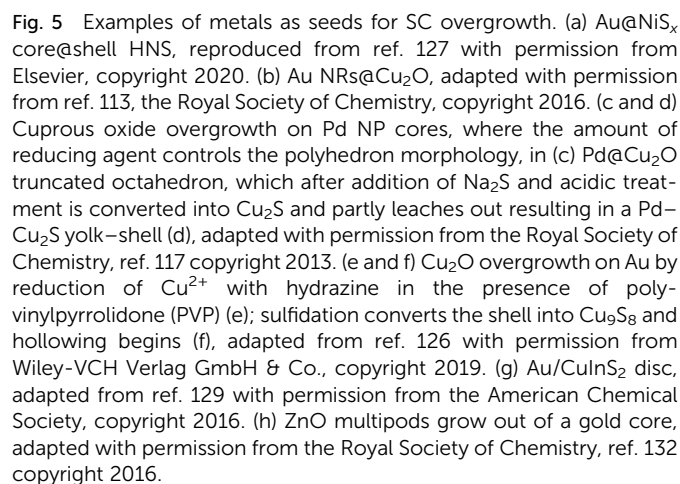 Fig. 5 Examples of metals as seeds for SC overgrowth. (a) Au@NiSₓ
core@shell HNS, reproduced from ref. 127 with permission from
Elsevier, copyright 2020. (b) Au NRs@Cu₂O, adapted with permission
from ref. 113, the Royal Society of Chemistry, copyright 2016. (c and d)
Cuprous oxide overgrowth on Pd NP cores, where the amount of
reducing agent controls the polyhedron morphology, in (c) Pd@Cu₂O
truncated octahedron, which after addition of Na₂S and acidic treat-
ment is converted into Cu₂S and partly leaches out resulting in a Pd–
Cu₂S yolk–shell (d), adapted with permission from the Royal Society of
Chemistry, ref. 117 copyright 2013. (e and f) Cu₂O overgrowth on Au by
reduction of Cu²⁺ with hydrazine in the presence of poly-
vinylpyrrolidone (PVP) (e); sulfidation converts the shell into Cu₉S₈ and
hollowing begins (f), adapted from ref. 126 with permission from
Wiley-VCH Verlag GmbH & Co., copyright 2019. (g) Au/CuInS₂ disc,
adapted from ref. 129 with permission from the American Chemical
Society, copyright 2016. (h) ZnO multipods grow out of a gold core,
adapted with permission from the Royal Society of Chemistry, ref. 132
copyright 2016.